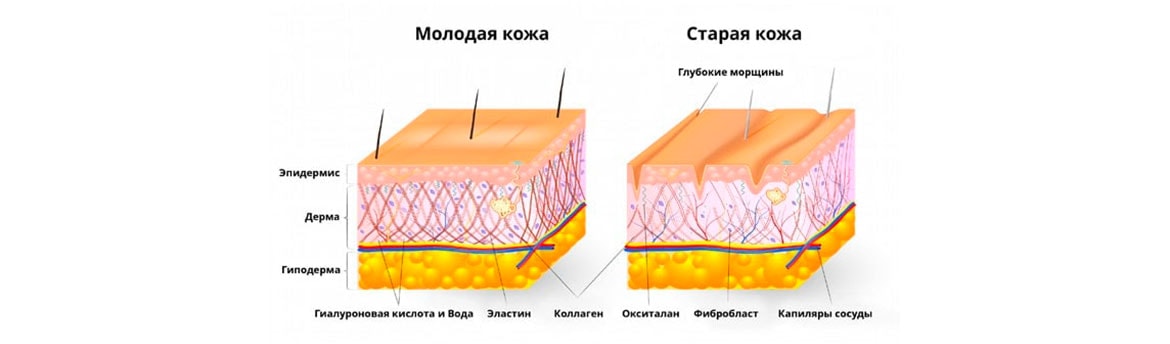 Молодая кожа
Старая кожа
Глубокие морщины
Эпидермис
Дерма
Гиподерма
Гиалуроновая кислота и Вода
Эластин
Коллаген
Окситалан
Фибробласт
Капиляры сосуды